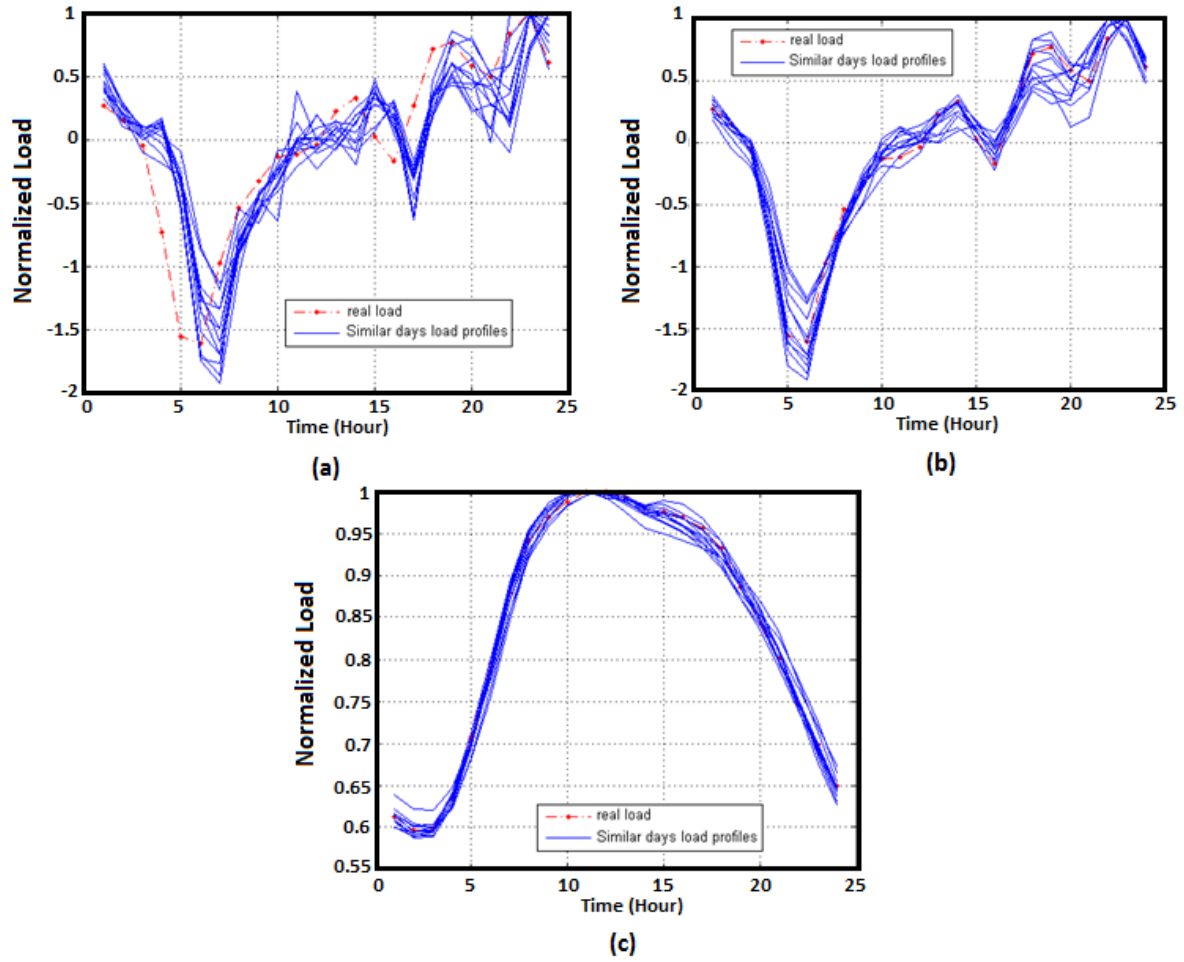 (a)
Normalized Load
1
0.5
0
-0.5
-1
-1.5
-2
real load
Similar days load profiles
0 5 10 15 20 25
Time (Hour)
(b)
Normalized Load
1
0.5
0
-0.5
-1
-1.5
-2
real load
Similar days load profiles
0 5 10 15 20 25
Time (Hour)
(a)
(b)
Normalized Load
1
0.95
0.9
0.85
0.8
0.75
0.7
0.65
0.6
0.55
real load
Similar days load profiles
0 5 10 15 20 25
Time (Hour)
(c)